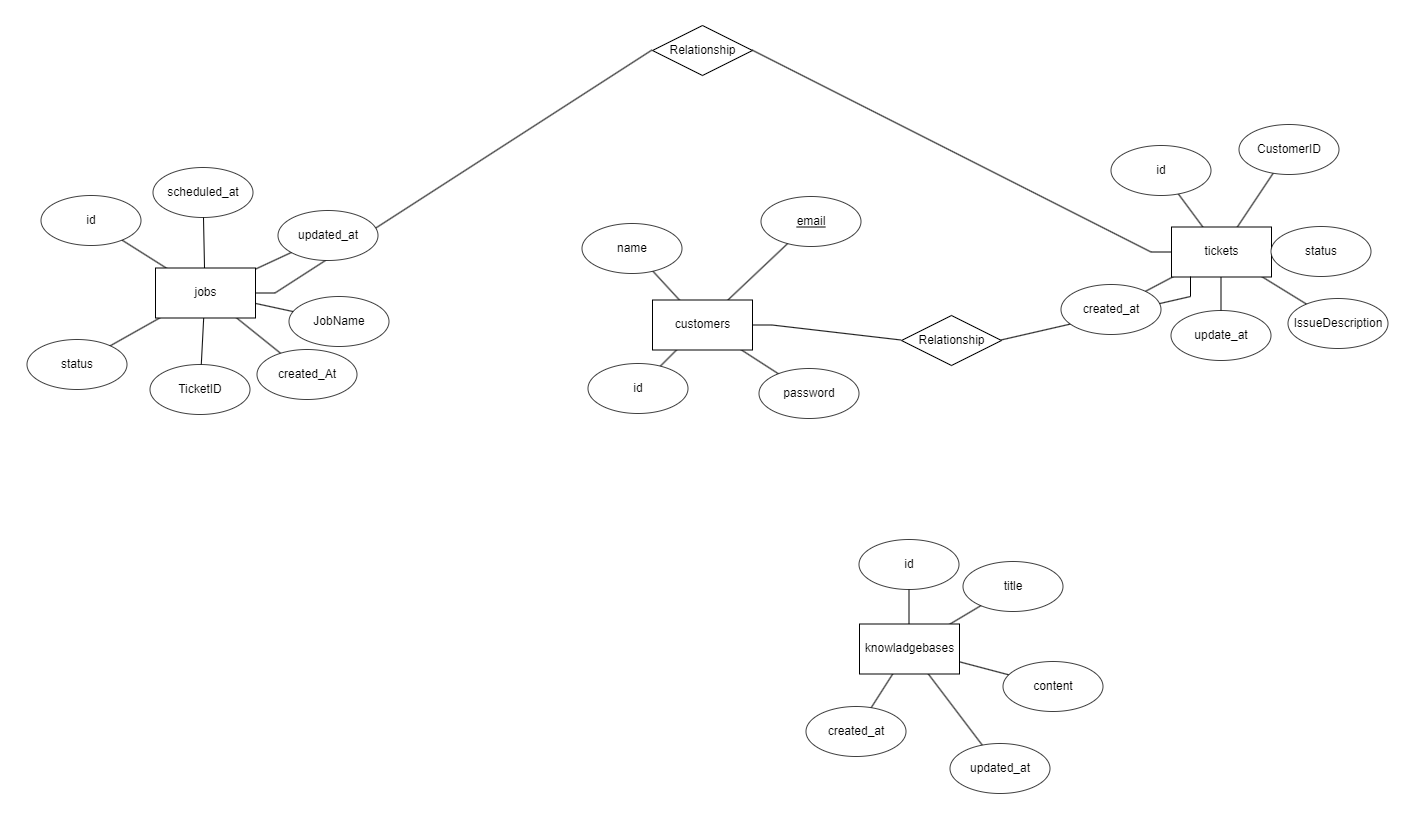 Relationship
id
CustomerID
scheduled_at
id
updated_at
email
name
tickets
status
jobs
JobName
created_at
IssueDescription
customers
Relationship
update_at
status
TicketID
created_At
id
password
id
title
knowladgebases
content
created_at
updated_at